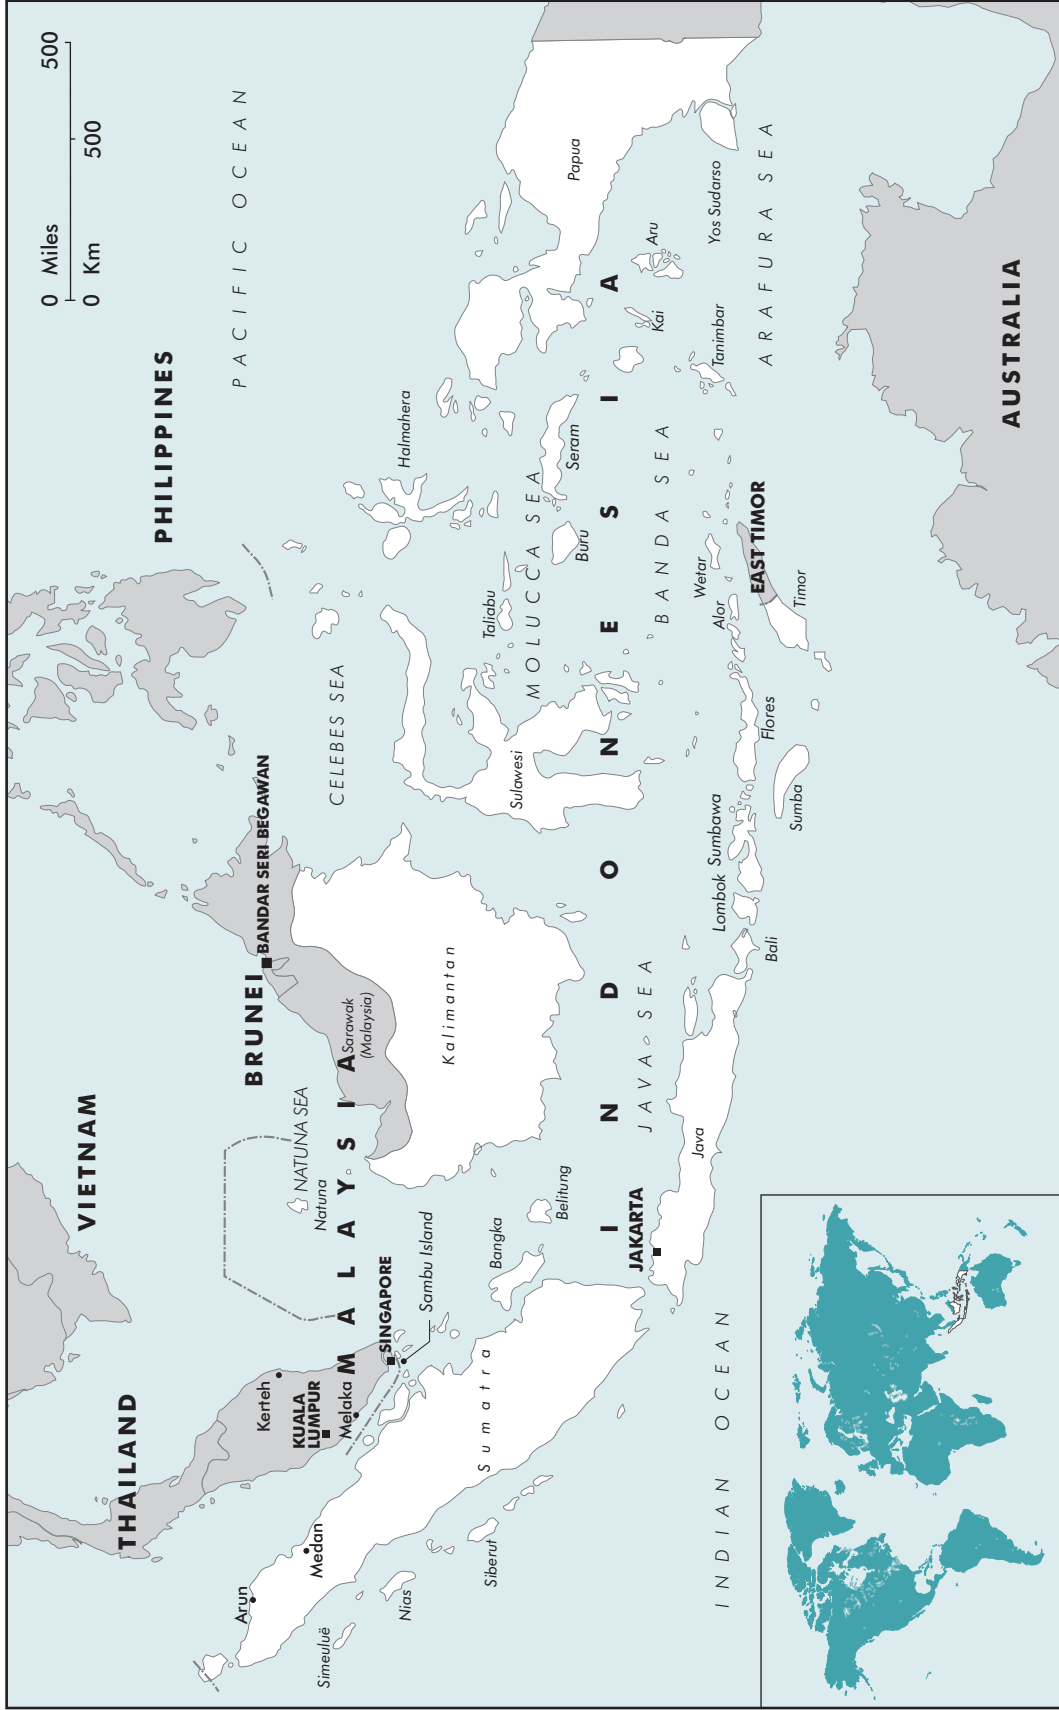 0 Miles 500
0 Km 500
PACIFIC OCEAN
PHILIPPINES
VIETNAM
THAILAND
BRUNEI
BANDAR SERI BEGAWAN
CELEBES SEA
NATUNA SEA
Natuna
Kerteh
KUALA
LUMPUR
Melaka
MALAYSIA
Sarawak
(Malaysia)
SINGAPORE
Sambu Island
Arun
Medan
Simeuluë
Nias
Siberut
Sumatra
Bangka
Belitung
Kalimantan
Sulawesi
Taliabu
Halmahera
MOLUCCA SEA
Buru
Seram
Papua
INDONESIA
JAKARTA
JAVA SEA
Java
Bali
Lombok
Sumbawa
Sumba
Flores
Alor
Wetar
BANDA SEA
EAST TIMOR
Timor
Tanimbar
Kai
Aru
Yos Sudarso
ARAFURA SEA
INDIAN OCEAN
AUSTRALIA